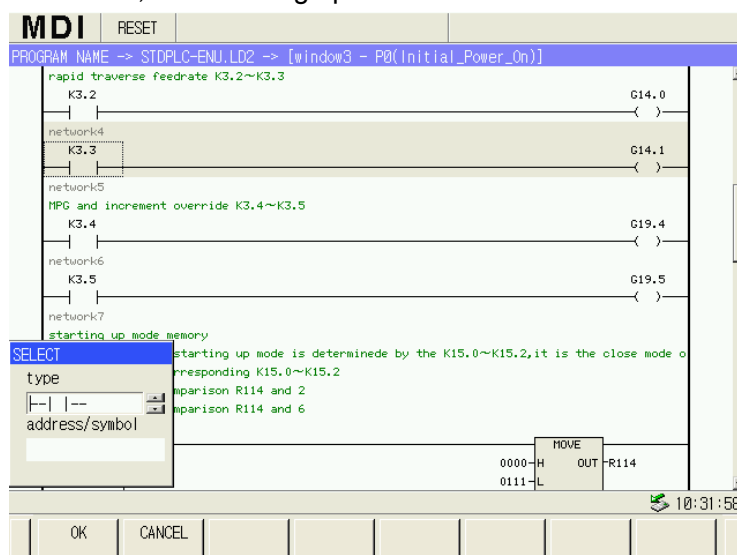 MDI RESET
PROGRAM NAME -> STDPLC-ENU.LD2 -> [window3 - P0(Initial_Power_On)]
rapid traverse feedrate K3.2~K3.3
K3.2 G14.0
network4
K3.3 G14.1
network5
MPG and increment override K3.4~K3.5
K3.4 G19.4
network6
K3.5 G19.5
network7
starting up mode memory
SELECT
starting up mode is determinede by the K15.0~K15.2,it is the close mode o
rresponding K15.0~K15.2
type
mparison R114 and 2
mparison R114 and 6
address/symbol
MOVE
0000-H OUT-R114
0111-L
10:31:58
OK CANCEL